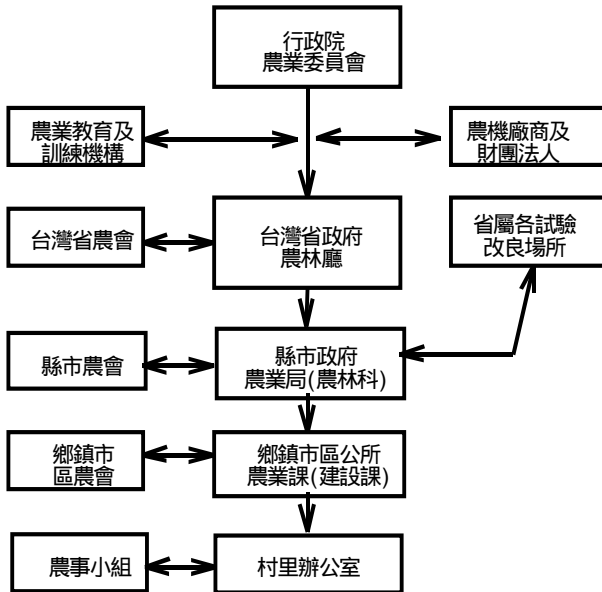 行政院
農業委員會
農業教育及
訓練機構
農機廠商及
財團法人
台灣省農會
台灣省政府
農林廳
省屬各試驗
改良場所
縣市農會
縣市政府
農業局(農林科)
鄉鎮市
區農會
鄉鎮市區公所
農業課(建設課)
農事小組
村里辦公室